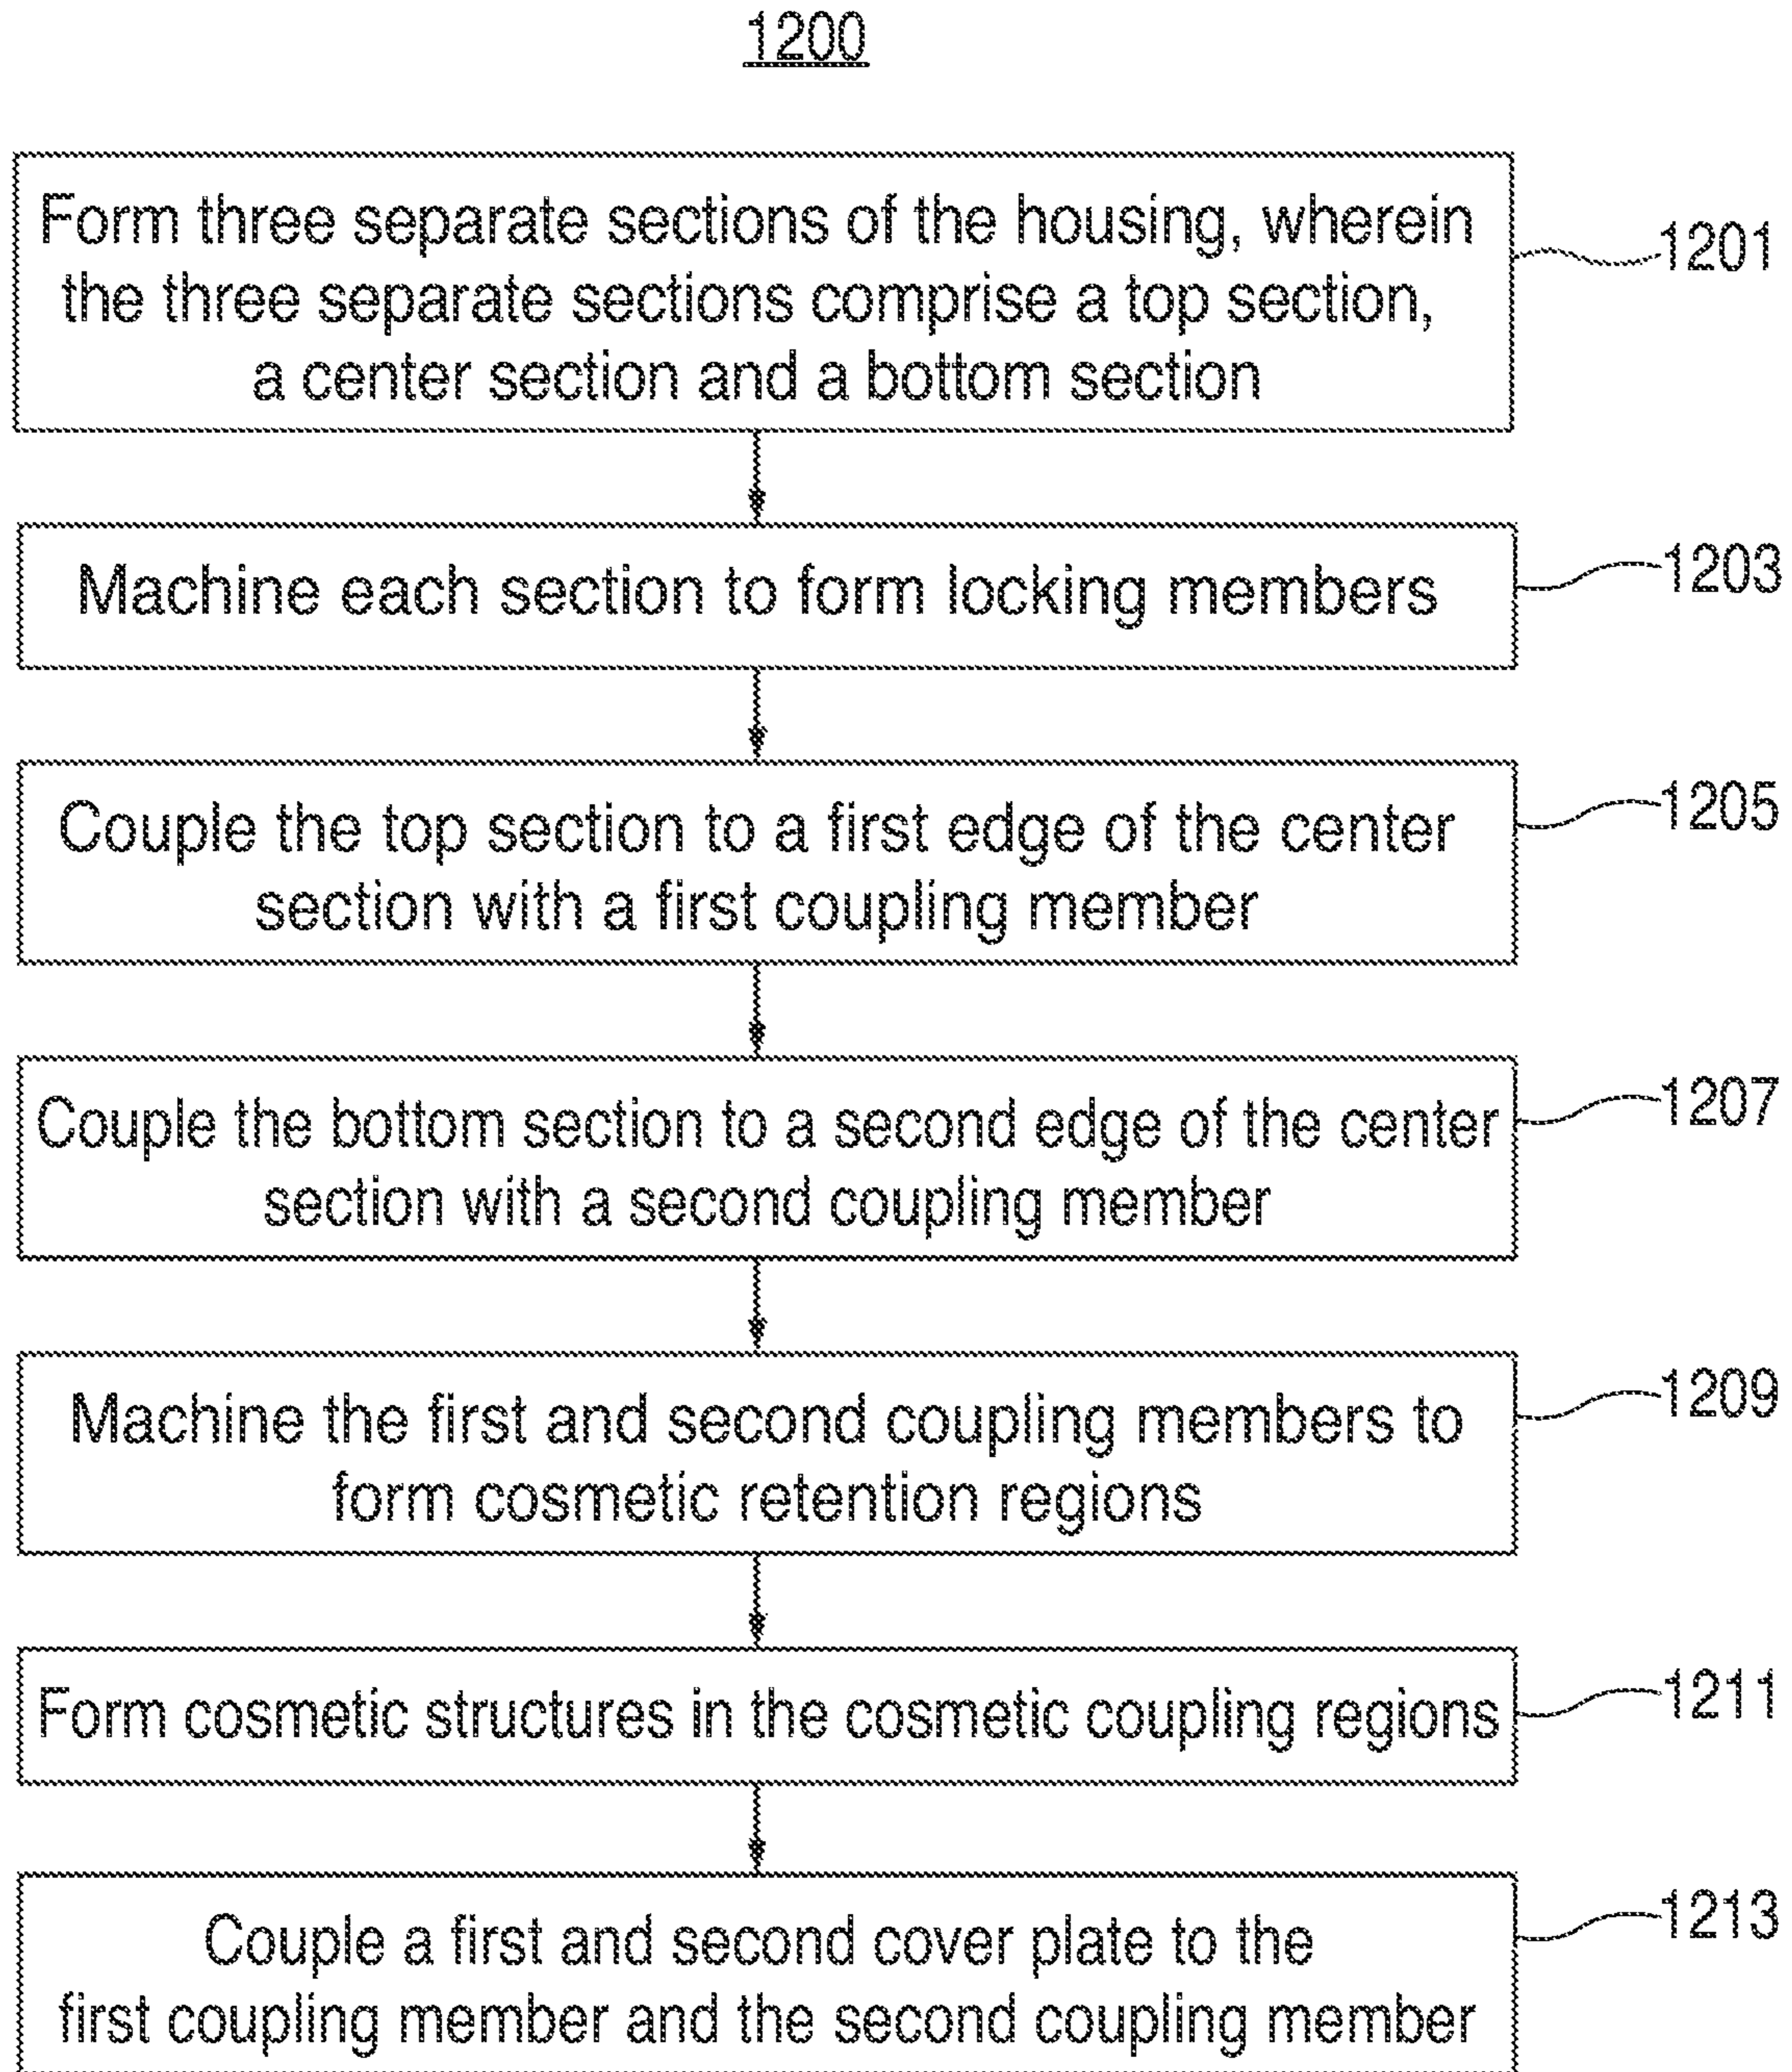 1200
Form three separate sections of the housing, wherein
the three separate sections comprise a top section,
a center section and a bottom section
1201
Machine each section to form locking members
1203
Couple the top section to a first edge of the center
section with a first coupling member
1205
Couple the bottom section to a second edge of the center
section with a second coupling member
1207
Machine the first and second coupling members to
form cosmetic retention regions
1209
Form cosmetic structures in the cosmetic coupling regions
1211
Couple a first and second cover plate to the
first coupling member and the second coupling member
1213